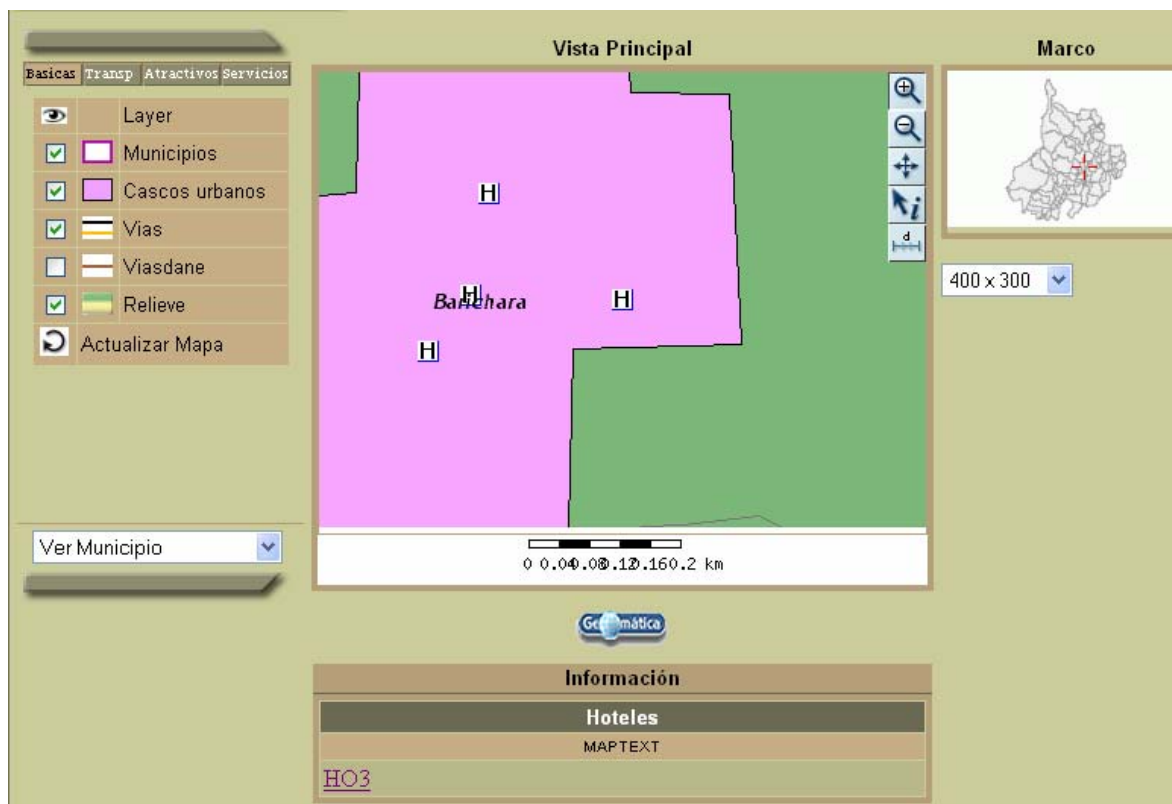 Vista Principal
Marco
Basicas Transp Atractivos Servicios
Layer
Municipios
Cascos urbanos
Vias
Viasdane
Relieve
Actualizar Mapa
Ver Municipio
H
H
H
H
i
d
400 x 300
km
Información
Hoteles
MAPTEXT
HO3